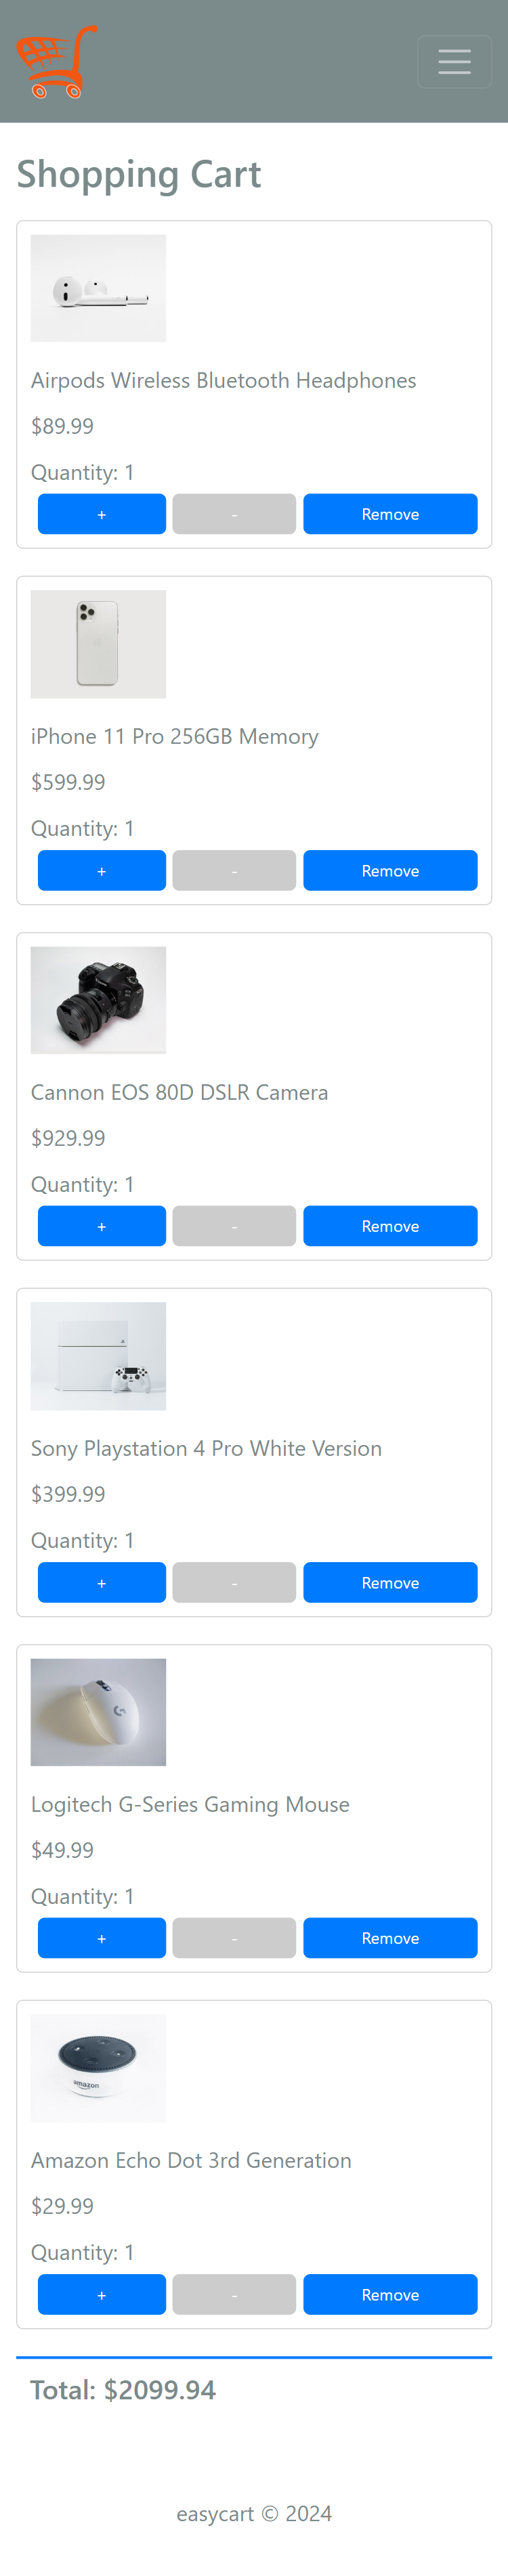 Shopping Cart
Airpods Wireless Bluetooth Headphones
$89.99
Quantity: 1
+ - Remove
iPhone 11 Pro 256GB Memory
$599.99
Quantity: 1
+ - Remove
Cannon EOS 80D DSLR Camera
$929.99
Quantity: 1
+ - Remove
Sony Playstation 4 Pro White Version
$399.99
Quantity: 1
+ - Remove
Logitech G-Series Gaming Mouse
$49.99
Quantity: 1
+ - Remove
amazon
Amazon Echo Dot 3rd Generation
$29.99
Quantity: 1
+ - Remove
Total: $2099.94
easycart © 2024